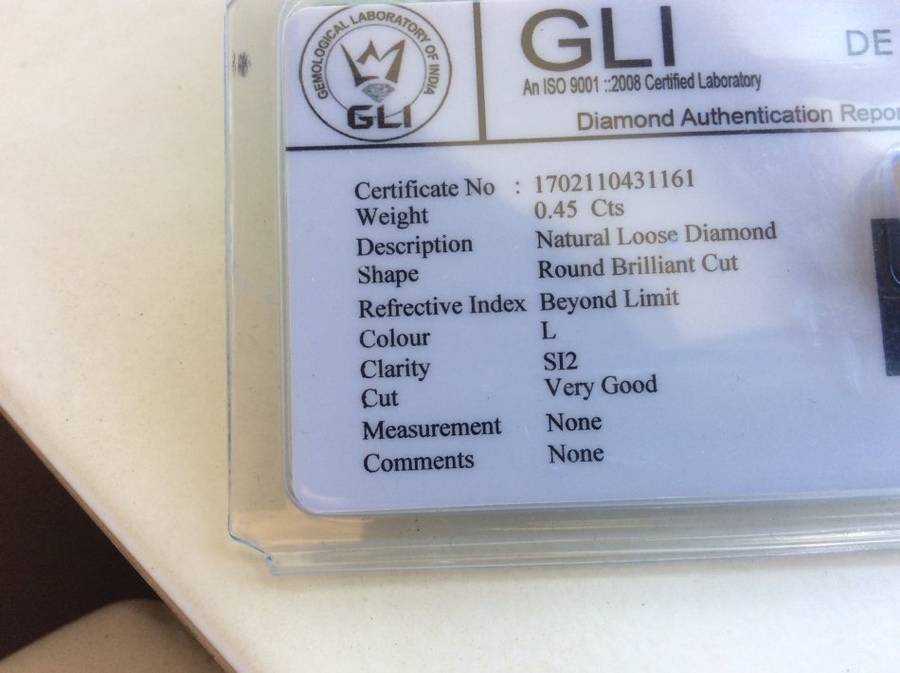 GEMOLOGICAL LABORATORY OF INDIA
GLI
GLI
DE
An ISO 9001 ::2008 Certified Laboratory
Diamond Authentication Repor
Certificate No : 1702110431161
Weight 0.45 Cts
Description Natural Loose Diamond
Shape Round Brilliant Cut
Refrective Index Beyond Limit
Colour L
Clarity SI2
Cut Very Good
Measurement None
Comments None